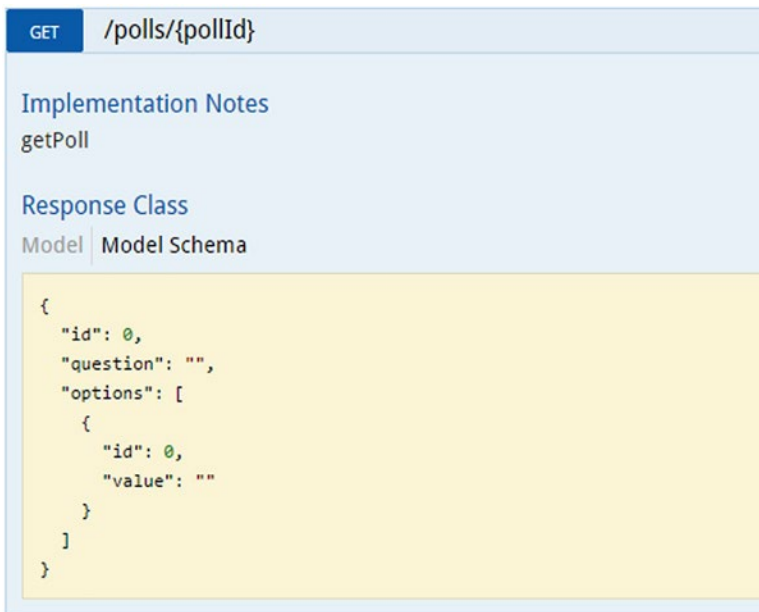 GET /polls/{pollId}
Implementation Notes
getPoll
Response Class
Model Model Schema
{
  "id": 0,
  "question": "",
  "options": [
    {
      "id": 0,
      "value": ""
    }
  ]
}